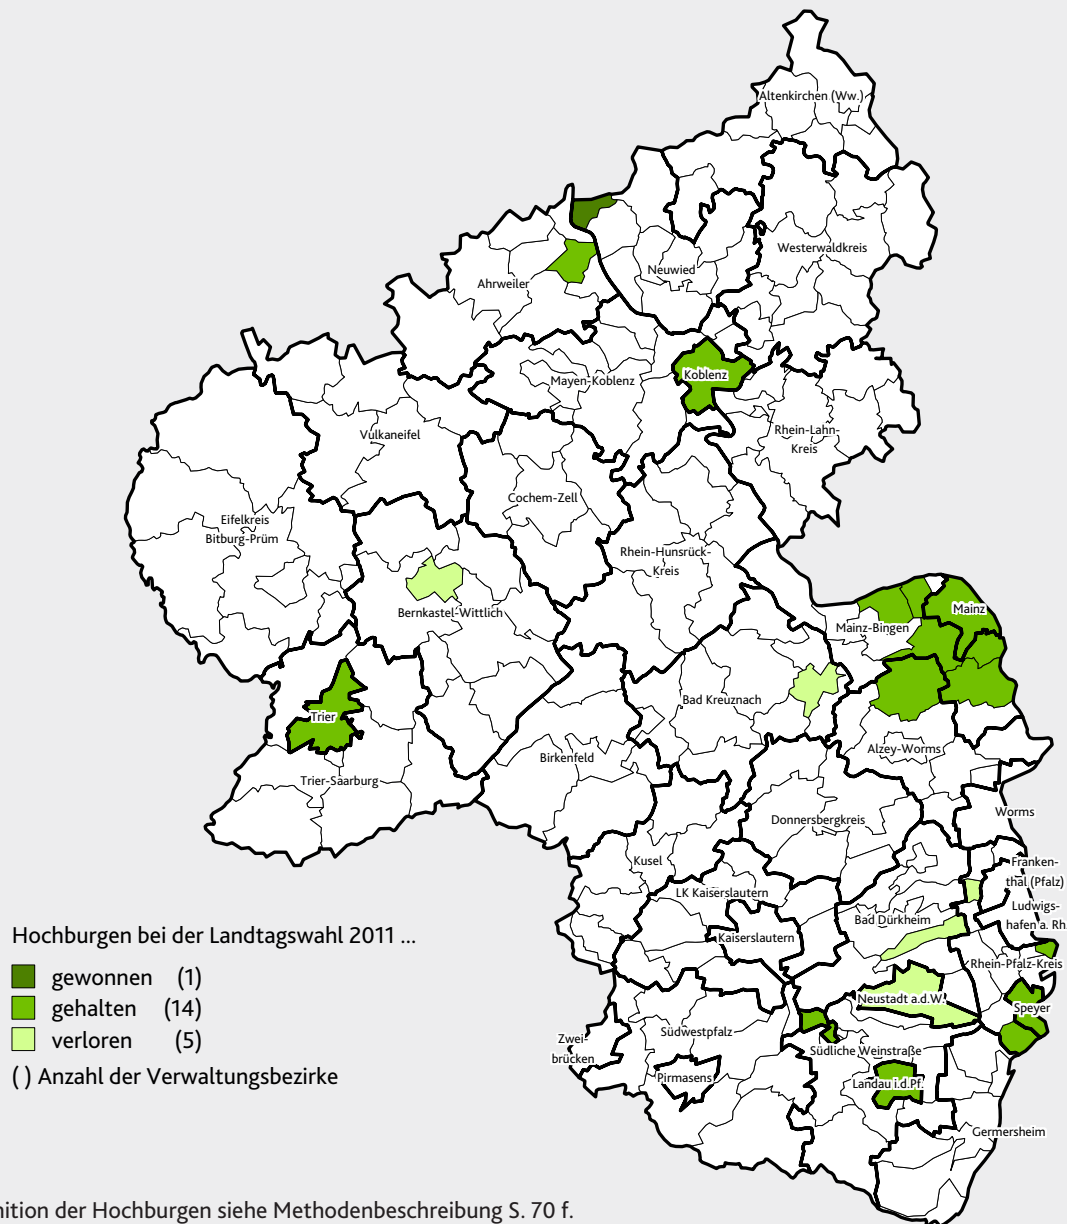 Altenkirchen (Ww.)
Westerwaldkreis
Neuwied
Ahrweiler
Koblenz
Mayen-Koblenz
Rhein-Lahn-
Kreis
Vulkaneifel
Cochem-Zell
Eifelkreis
Bitburg-Prüm
Rhein-Hunsrück-
Kreis
Bernkastel-Wittlich
Mainz
Mainz-Bingen
Bad Kreuznach
Trier
Alzey-Worms
Birkenfeld
Trier-Saarburg
Worms
Donnersbergkreis
Kusel
Franken-
thal (Pfalz)
LK Kaiserslautern
Ludwigs-
hafen a. Rh.
Bad Dürkheim
Kaiserslautern
Rhein-Pfalz-Kreis
Neustadt a.d.W.
Speyer
Südwestpfalz
Zwei-
brücken
Südliche Weinstraße
Pirmasens
Landau i.d.Pf.
Germersheim
Hochburgen bei der Landtagswahl 2011 ...
gewonnen (1)
gehalten (14)
verloren (5)
( ) Anzahl der Verwaltungsbezirke
nition der Hochburgen siehe Methodenbeschreibung S. 70 f.